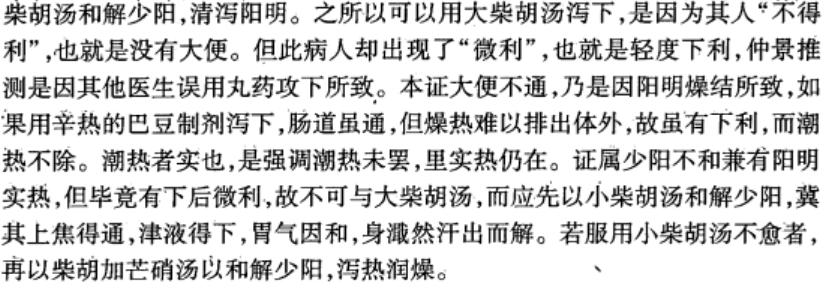 柴胡汤和解少阳,清泻阳明。之所以可以用大柴胡汤泻下,是因为其人“不得
利”,也就是没有大便。但此病人却出现了“微利”,也就是轻度下利,仲景推
测是因其他医生误用丸药攻下所致。本证大便不通,乃是因阳明燥结所致,如
果用辛热的巴豆制剂泻下,肠道虽通,但燥热难以排出体外,故虽有下利,而潮
热不除。潮热者实也,是强调潮热未罢,里实热仍在。证属少阳不和兼有阳明
实热,但毕竟有下后微利,故不可与大柴胡汤,而应先以小柴胡汤和解少阳,冀
其上焦得通,津液得下,胃气因和,身濈然汗出而解。若服用小柴胡汤不愈者,
再以柴胡加芒硝汤以和解少阳,泻热润燥。